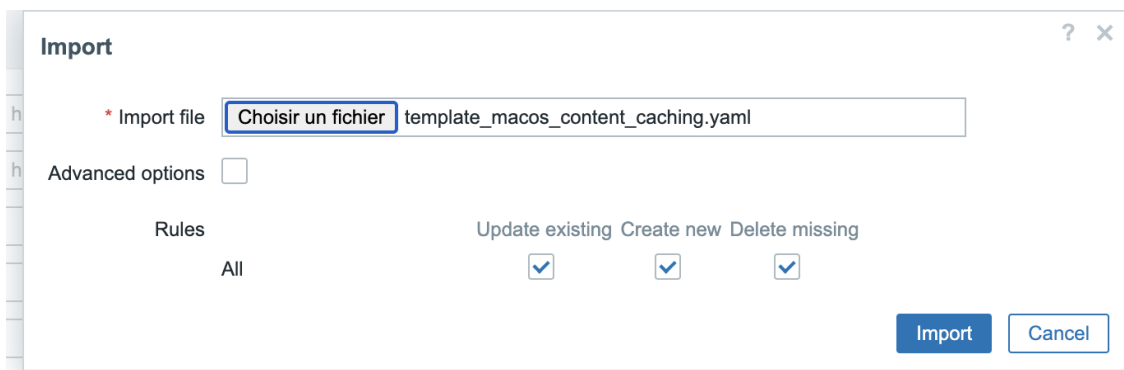 ? ×
Import
h
* Import file Choisir un fichier template_macos_content_caching.yaml
h
Advanced options
Rules Update existing Create new Delete missing
All
Import Cancel